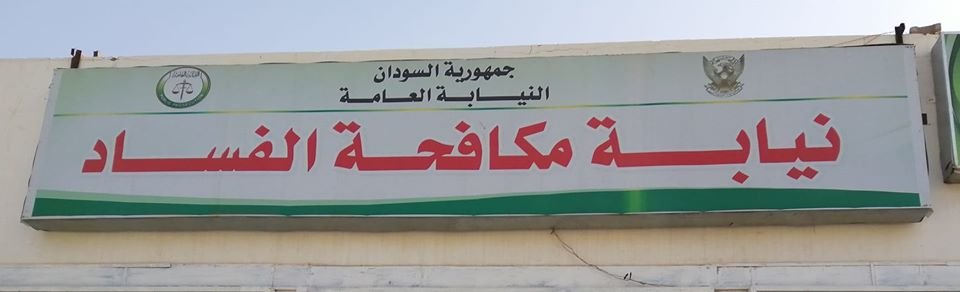 جمهورية السودان
النيابة العامة
نيابة مكافحة الفساد